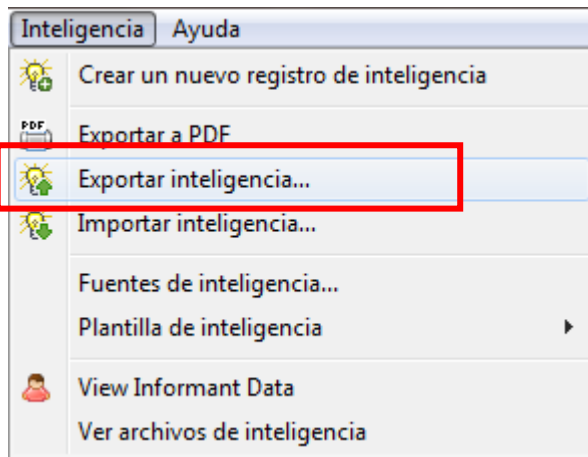 Inteligencia Ayuda
Crear un nuevo registro de inteligencia
PDF
Exportar a PDF
Exportar inteligencia...
Importar inteligencia...
Fuentes de inteligencia...
Plantilla de inteligencia
View Informant Data
Ver archivos de inteligencia